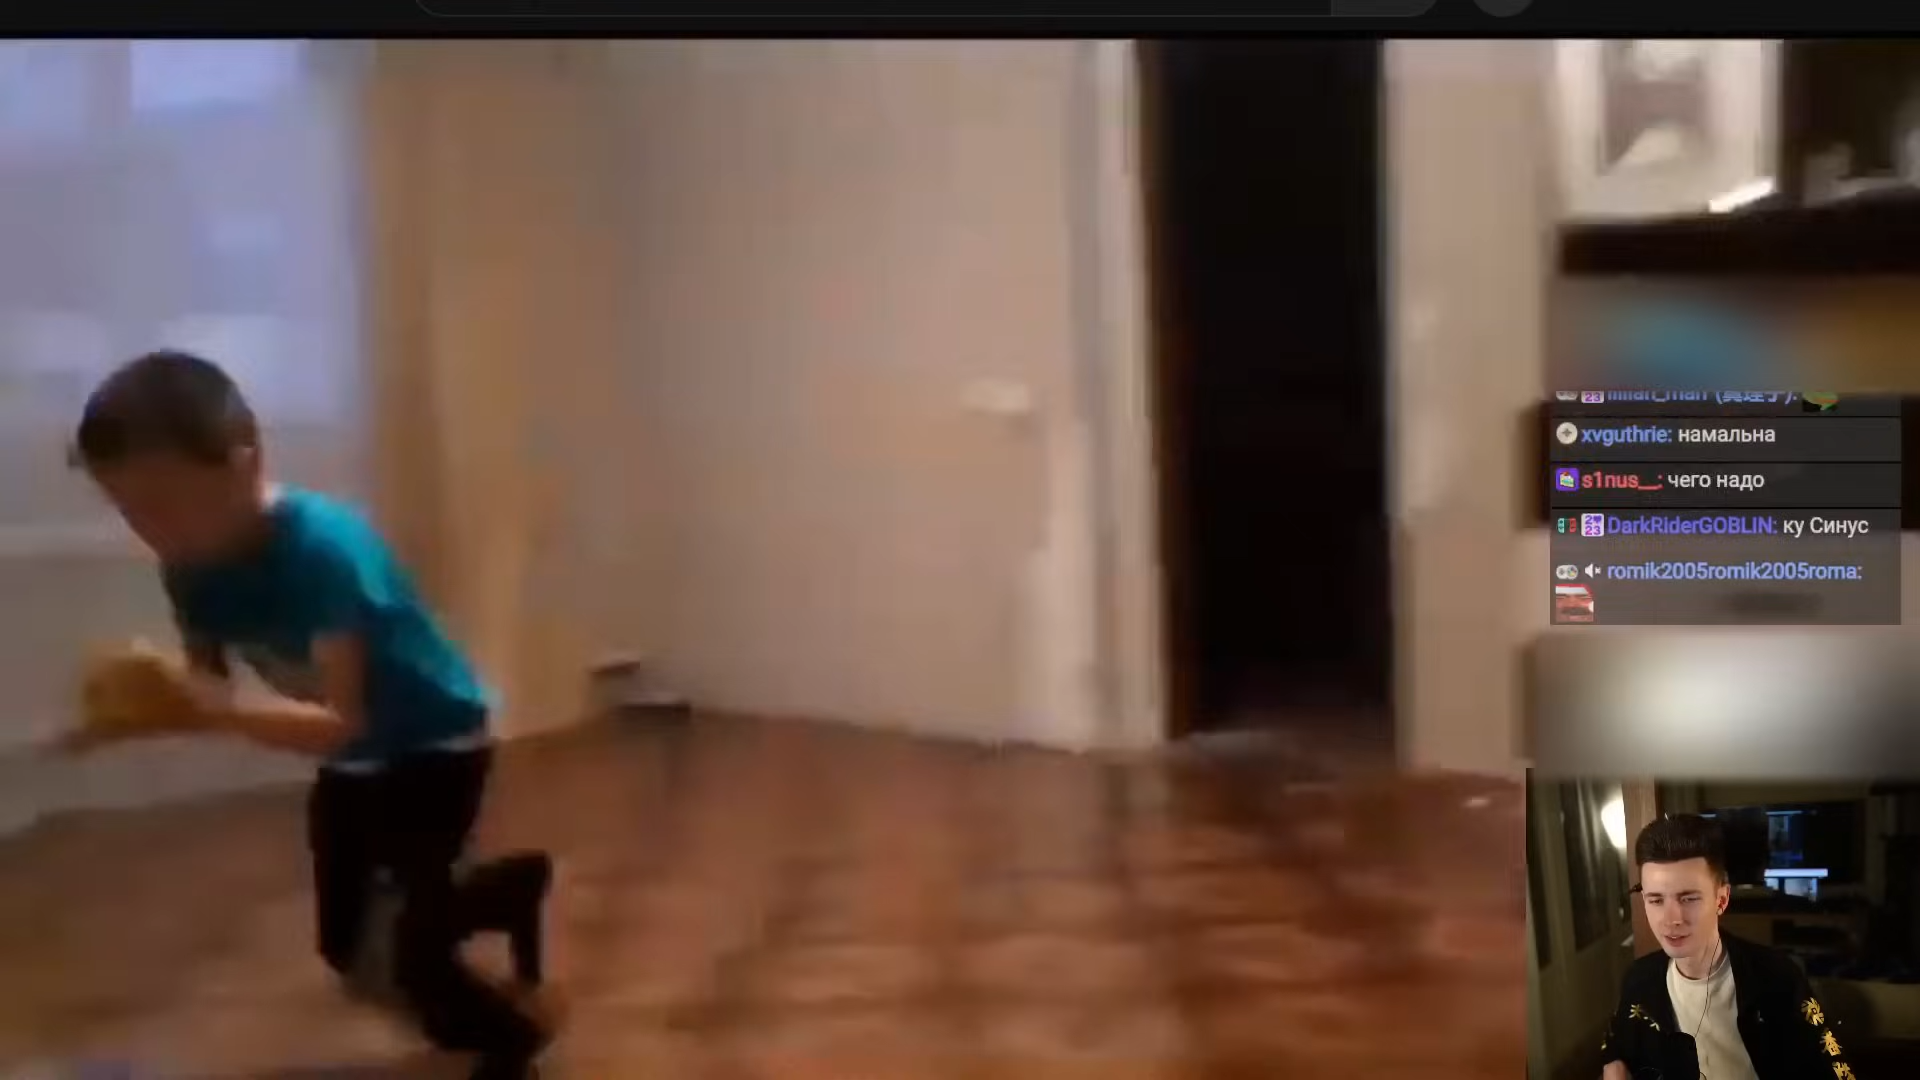 xvguthrie: намальна
s1nus__: чего надо
DarkRiderGOBLIN: ку Синус
romik2005romik2005roma: